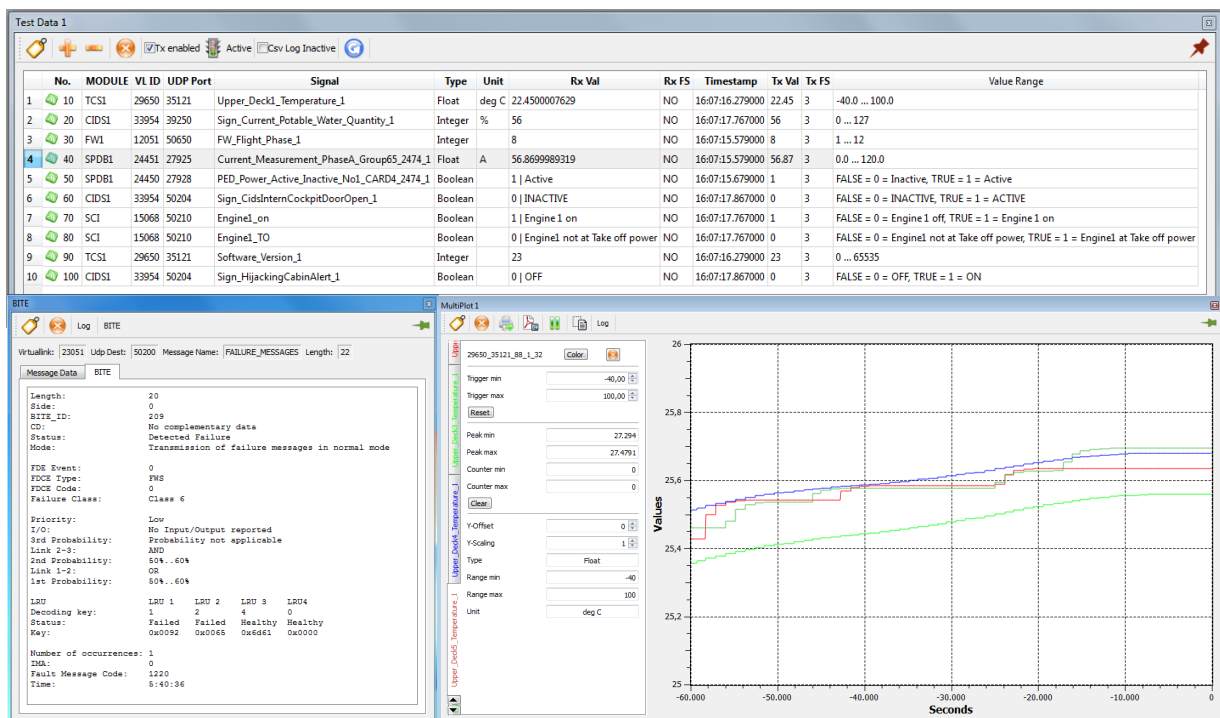 Test Data 1
Tx enabled Active Csv Log Inactive
No. MODULE VL ID UDP Port Signal Type Unit Rx Val Rx FS Timestamp Tx Val Tx FS Value Range
1 10 TCS1 29650 35121 Upper_Deck1_Temperature_1 Float deg C 22.4500007629 NO 16:07:16.279000 22.45 3 -40.0 ... 100.0
2 20 CIDS1 33954 39250 Sign_Current_Potable_Water_Quantity_1 Integer % 56 NO 16:07:17.767000 56 3 0 ... 127
3 30 FW1 12051 50650 FW_Flight_Phase_1 Integer 8 NO 16:07:15.579000 8 3 1 ... 12
4 40 SPDB1 24451 27925 Current_Measurement_PhaseA_Group65_2474_1 Float A 56.8699989319 NO 16:07:15.579000 56.87 3 0.0 ... 120.0
5 50 SPDB1 24450 27928 PED_Power_Active_Inactive_No1_CARD4_2474_1 Boolean 1 | Active NO 16:07:15.679000 1 3 FALSE = 0 = Inactive, TRUE = 1 = Active
6 60 CIDS1 33954 50204 Sign_CidsInternCockpitDoorOpen_1 Boolean 0 | INACTIVE NO 16:07:17.867000 0 3 FALSE = 0 = INACTIVE, TRUE = 1 = ACTIVE
7 70 SCI 15068 50210 Engine1_on Boolean 1 | Engine 1 on NO 16:07:17.767000 1 3 FALSE = 0 = Engine 1 off, TRUE = 1 = Engine 1 on
8 80 SCI 15068 50210 Engine1_TO Boolean 0 | Engine1 not at Take off power NO 16:07:17.767000 0 3 FALSE = 0 = Engine1 not at Take off power, TRUE = 1 = Engine1 at Take off power
9 90 TCS1 29650 35121 Software_Version_1 Integer 23 NO 16:07:16.279000 23 3 0 ... 65535
10 100 CIDS1 33954 50204 Sign_HijackingCabinAlert_1 Boolean 0 | OFF NO 16:07:17.867000 0 3 FALSE = 0 = OFF, TRUE = 1 = ON
BITE
Log BITE
Virtuallink: 23051 Udp Dest: 50200 Message Name: FAILURE_MESSAGES Length: 22
Message Data BITE
Length: 20
Side: 0
BITE_ID: 209
CD: No complementary data
Status: Detected Failure
Mode: Transmission of failure messages in normal mode
FDE Event: 0
FDCE Type: FWS
FDCE Code: 0
Failure Class: Class 6
Priority: Low
I/O: No Input/Output reported
3rd Probability: Probability not applicable
Link 2-3: AND
2nd Probability: 50%..60%
Link 1-2: OR
1st Probability: 50%..60%
LRU LRU 1 LRU 2 LRU 3 LRU4
Decoding key: 1 2 4 0
Status: Failed Failed Healthy Healthy
Key: 0x0092 0x0065 0x6d61 0x0000
Number of occurrences: 1
IMA: 0
Fault Message Code: 1220
Time: 5:40:36
MultiPlot 1
Log
Upper_Deck3_Temperature_1
Upper_Deck4_Temperature_1
Upper_Deck5_Temperature_1
29650_35121_88_1_32 Color
Trigger min -40,00
Trigger max 100,00
Reset
Peak min 27.294
Peak max 27.4791
Counter min 0
Counter max 0
Clear
Y-Offset 0
Y-Scaling 1
Type Float
Range min -40
Range max 100
Unit deg C
Values
26
25,8
25,6
25,4
25,2
25
-60.000 -50.000 -40.000 -30.000 -20.000 -10.000 0
Seconds